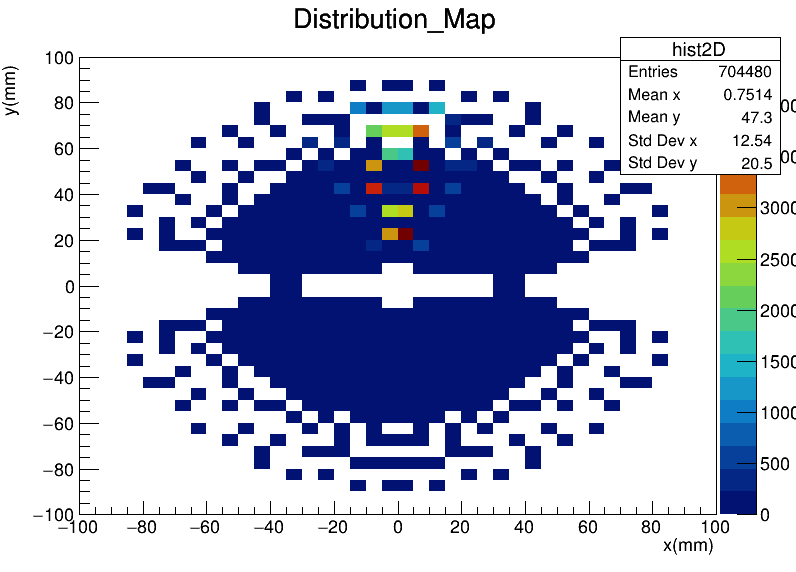 Distribution_Map
hist2D
Entries 704480
Mean x 0.7514
Mean y 47.3
Std Dev x 12.54
Std Dev y 20.5
y(mm)
100
80
60
40
20
0
−20
−40
−60
−80
−100
−100 −80 −60 −40 −20 0 20 40 60 80 100
x(mm)
3000
2500
2000
1500
1000
500
0